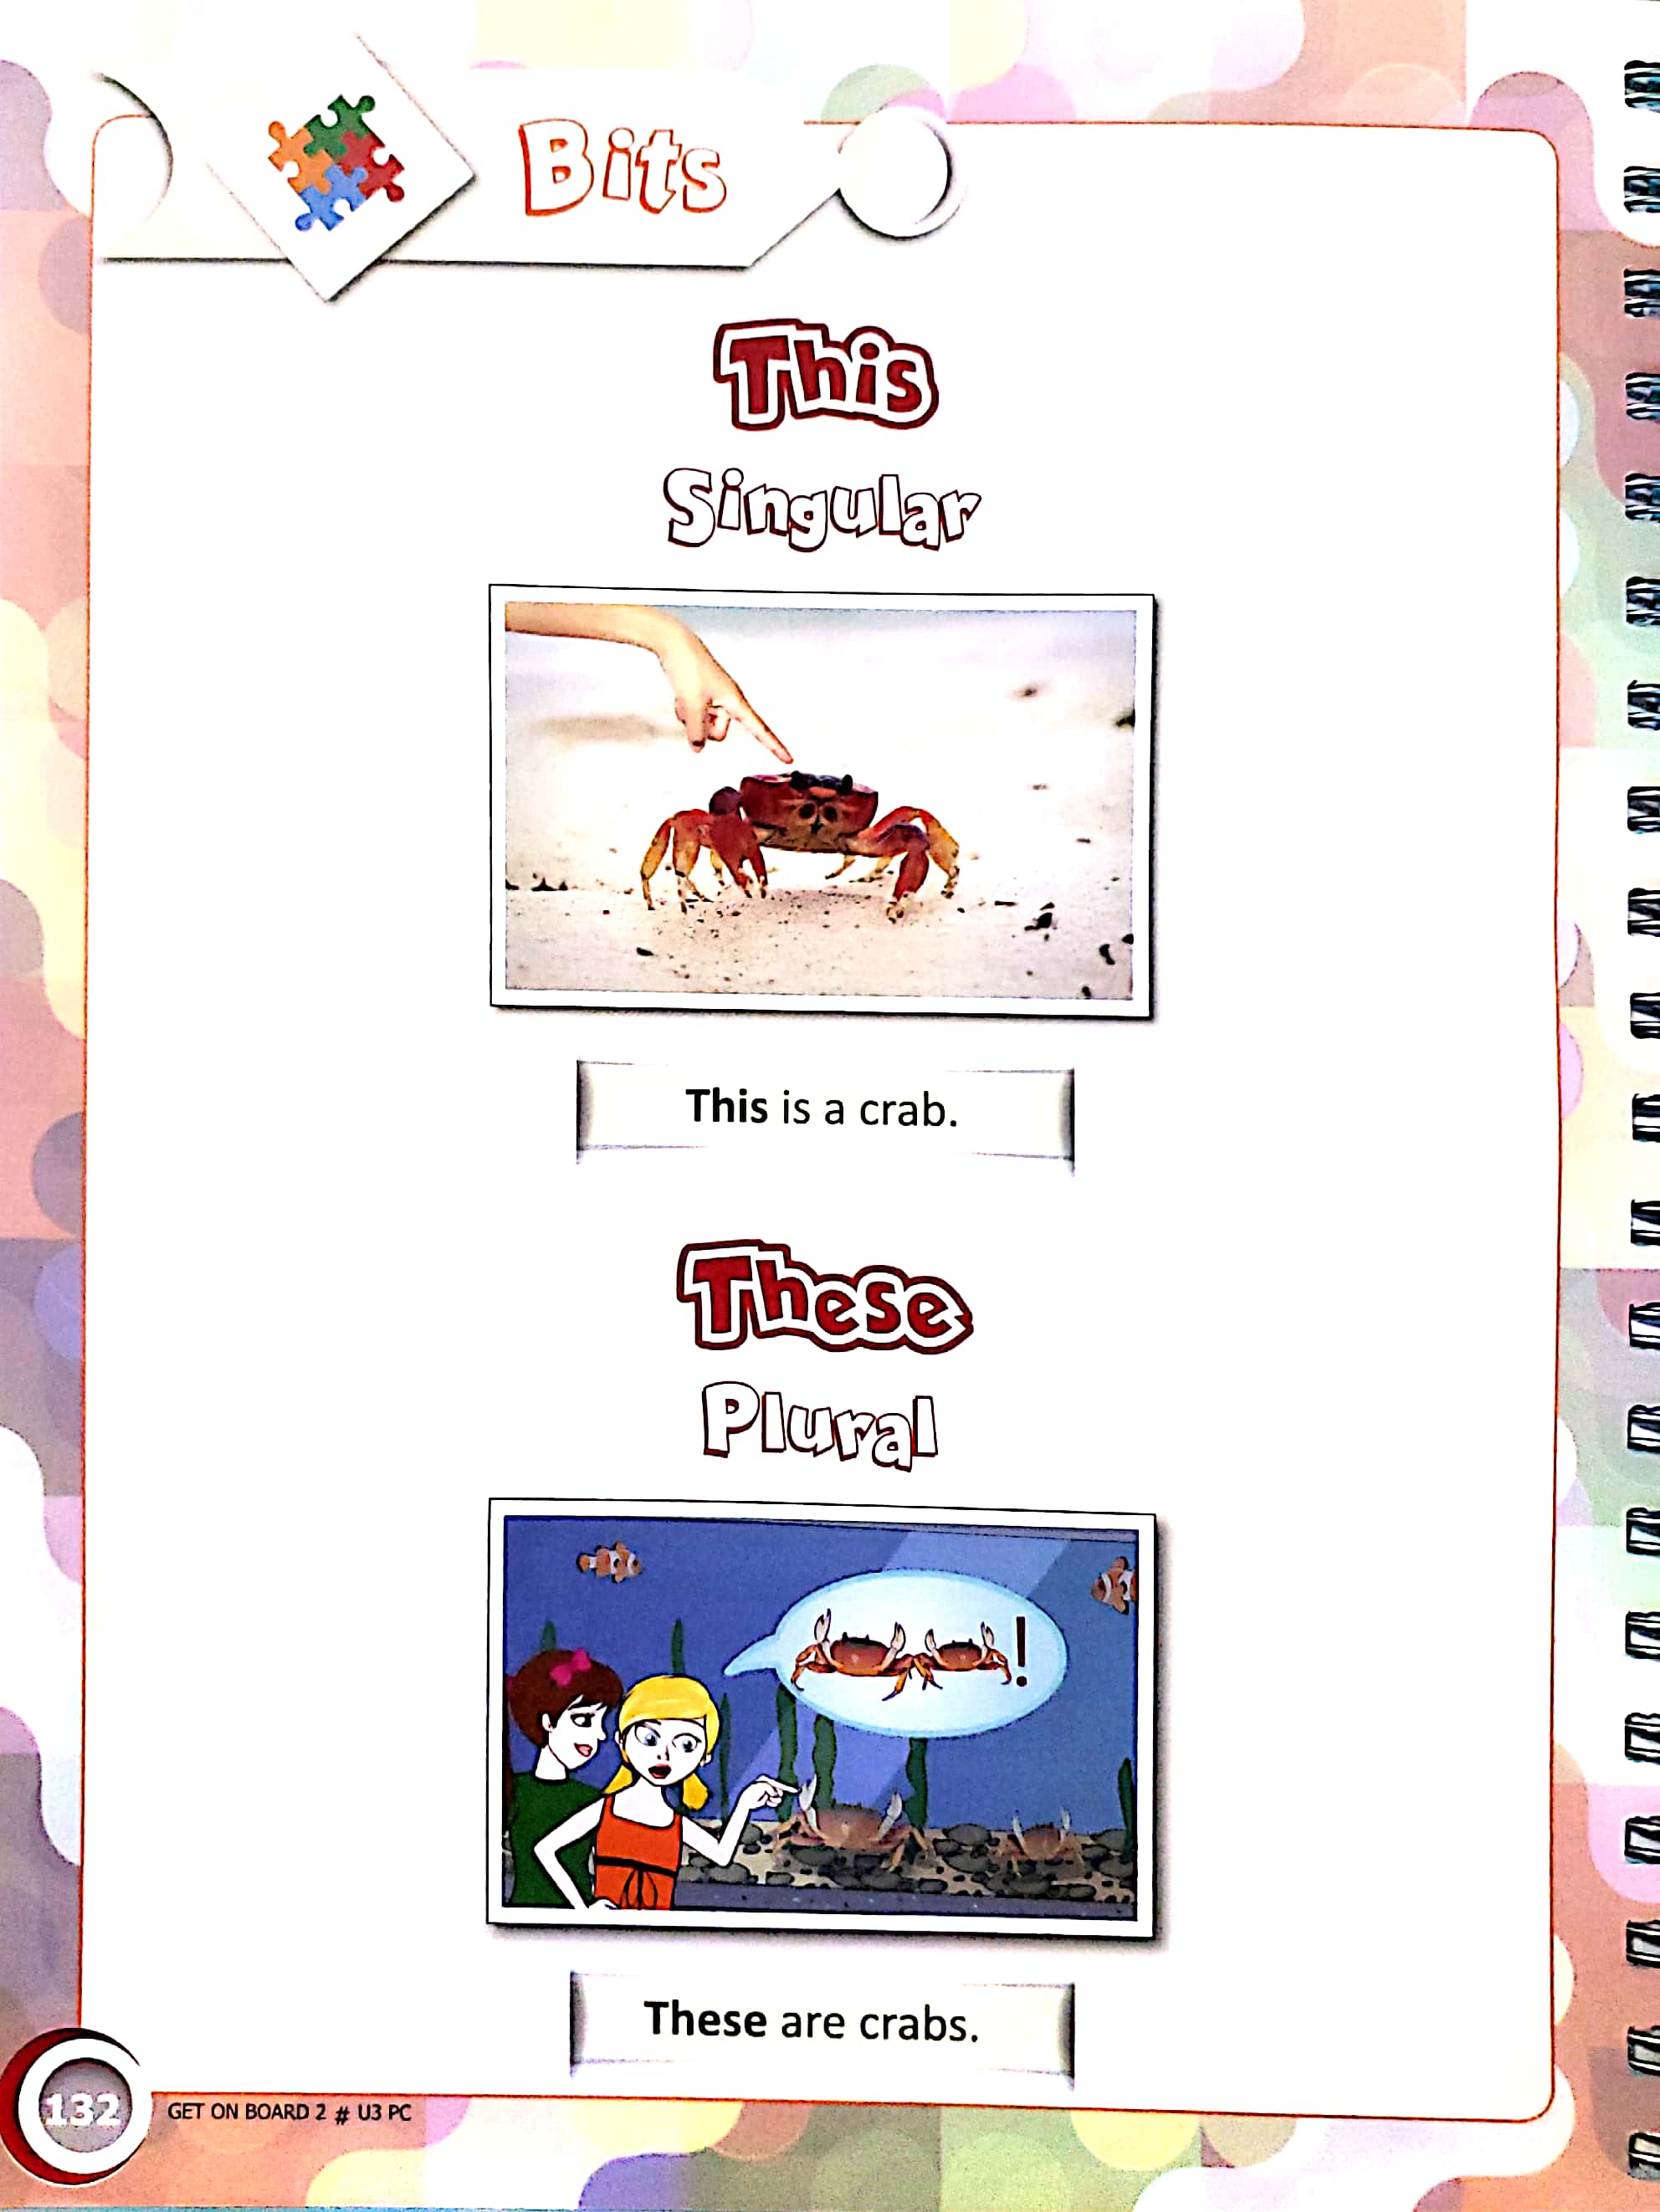 Bits
This
Singular
This is a crab.
These
Plural
!
These are crabs.
132
GET ON BOARD 2 # U3 PC